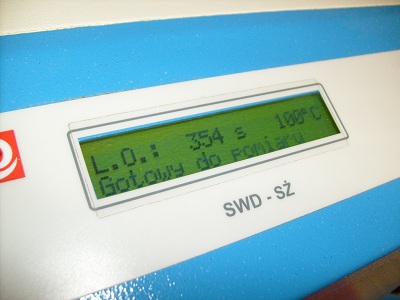 L.O.: 354 s 100°C
Gotowy do pomiaru
SWD - SŻ